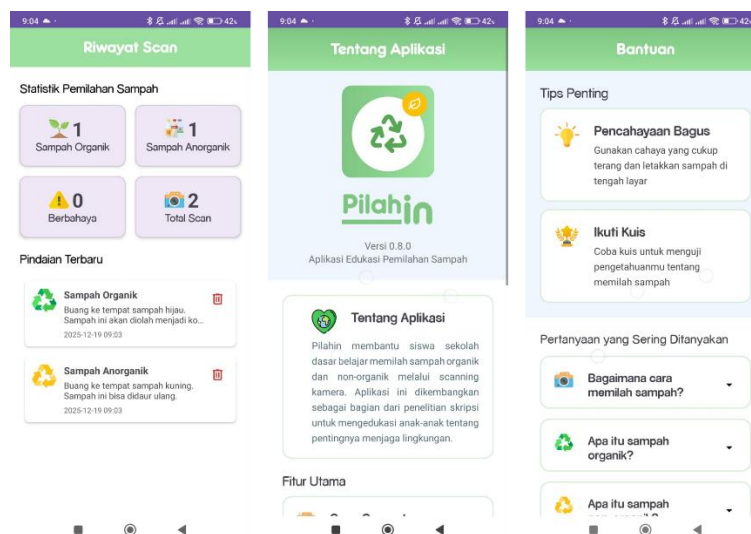 9:04
42
Riwayat Scan
Statistik Pemilahan Sampah
1
Sampah Organik
1
Sampah Anorganik
0
Berbahaya
2
Total Scan
Pindaian Terbaru
Sampah Organik
Buang ke tempat sampah hijau.
Sampah ini akan diolah menjadi ko...
2025-12-19 09:03
Sampah Anorganik
Buang ke tempat sampah kuning.
Sampah ini bisa didaur ulang.
2025-12-19 09:03
9:04
42
Tentang Aplikasi
Pilahin
Versi 0.8.0
Aplikasi Edukasi Pemilahan Sampah
Tentang Aplikasi
Pilahin membantu siswa sekolah
dasar belajar memilah sampah organik
dan non-organik melalui scanning
kamera. Aplikasi ini dikembangkan
sebagai bagian dari penelitian skripsi
untuk mengedukasi anak-anak tentang
pentingnya menjaga lingkungan.
Fitur Utama
9:04
42
Bantuan
Tips Penting
Pencahayaan Bagus
Gunakan cahaya yang cukup
terang dan letakkan sampah di
tengah layar
Ikuti Kuis
Coba kuis untuk menguji
pengetahuanmu tentang
memilah sampah
Pertanyaan yang Sering Ditanyakan
Bagaimana cara
memilah sampah?
Apa itu sampah
organik?
Apa itu sampah